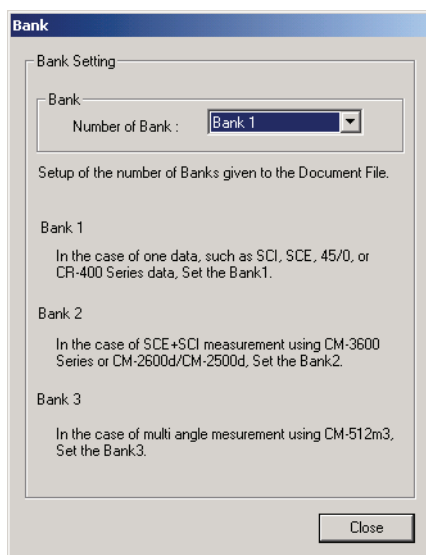 Bank
Bank Setting
Bank
Number of Bank : Bank 1
Setup of the number of Banks given to the Document File.
Bank 1
In the case of one data, such as SCI, SCE, 45/0, or
CR-400 Series data, Set the Bank1.
Bank 2
In the case of SCE+SCI measurement using CM-3600
Series or CM-2600d/CM-2500d, Set the Bank2.
Bank 3
In the case of multi angle mesurement using CM-512m3,
Set the Bank3.
Close